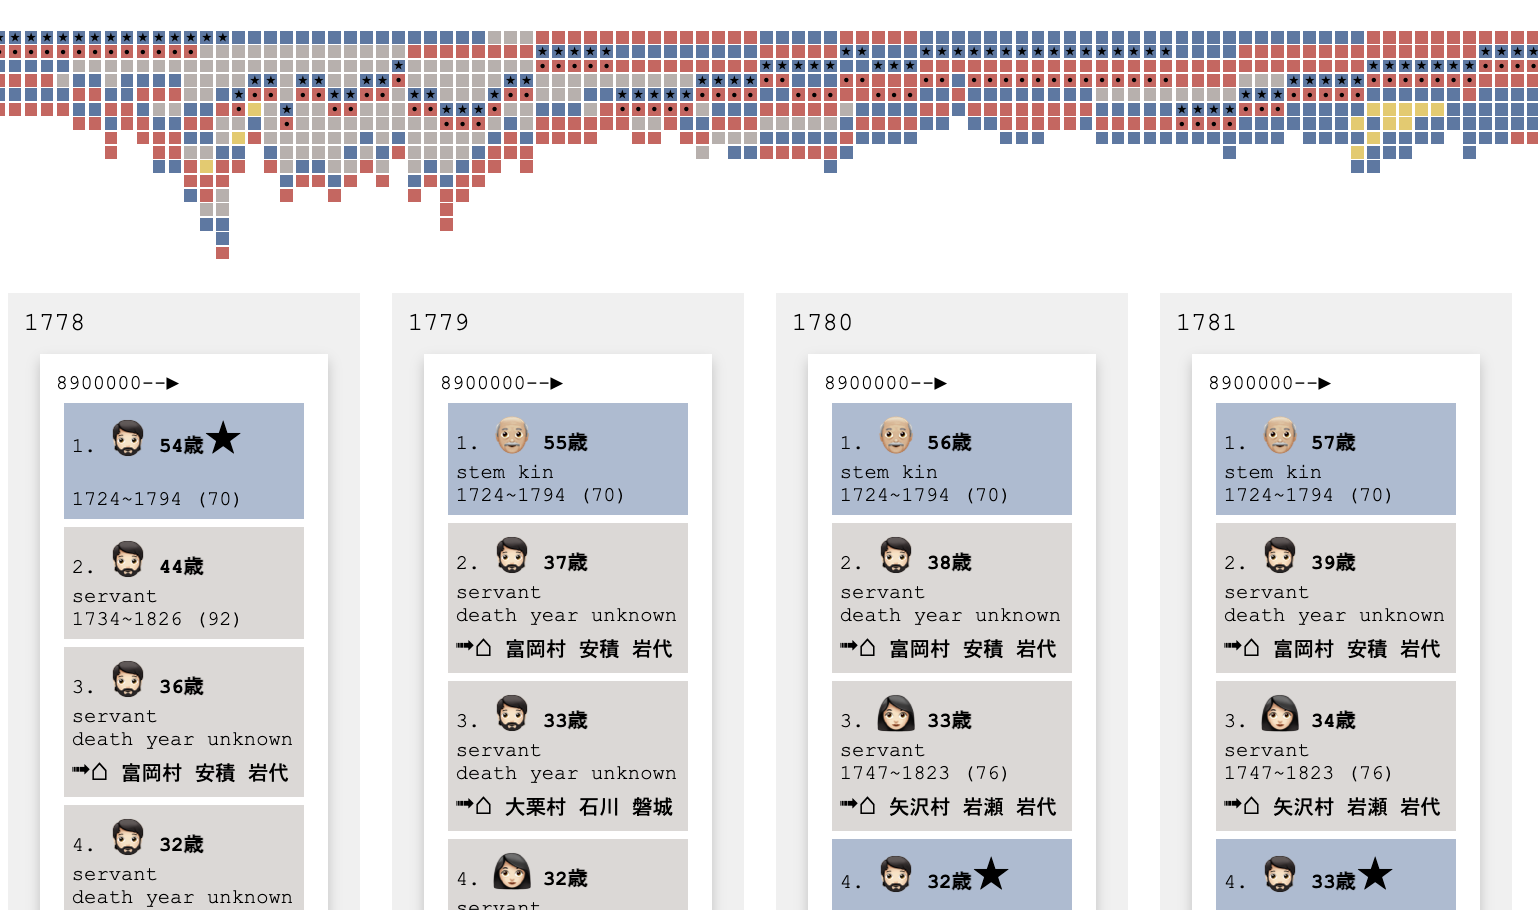 1778
8900000--►
1. 54歳★
1724~1794 (70)
2. 44歳
servant
1734~1826 (92)
3. 36歳
servant
death year unknown
➟⌂ 富岡村 安積 岩代
4. 32歳
servant
death year unknown
1779
8900000--►
1. 55歳
stem kin
1724~1794 (70)
2. 37歳
servant
death year unknown
➟⌂ 富岡村 安積 岩代
3. 33歳
servant
death year unknown
➟⌂ 大栗村 石川 磐城
4. 32歳
servant
1780
8900000--►
1. 56歳
stem kin
1724~1794 (70)
2. 38歳
servant
death year unknown
➟⌂ 富岡村 安積 岩代
3. 33歳
servant
1747~1823 (76)
➟⌂ 矢沢村 岩瀬 岩代
4. 32歳★
1781
8900000--►
1. 57歳
stem kin
1724~1794 (70)
2. 39歳
servant
death year unknown
➟⌂ 富岡村 安積 岩代
3. 34歳
servant
1747~1823 (76)
➟⌂ 矢沢村 岩瀬 岩代
4. 33歳★